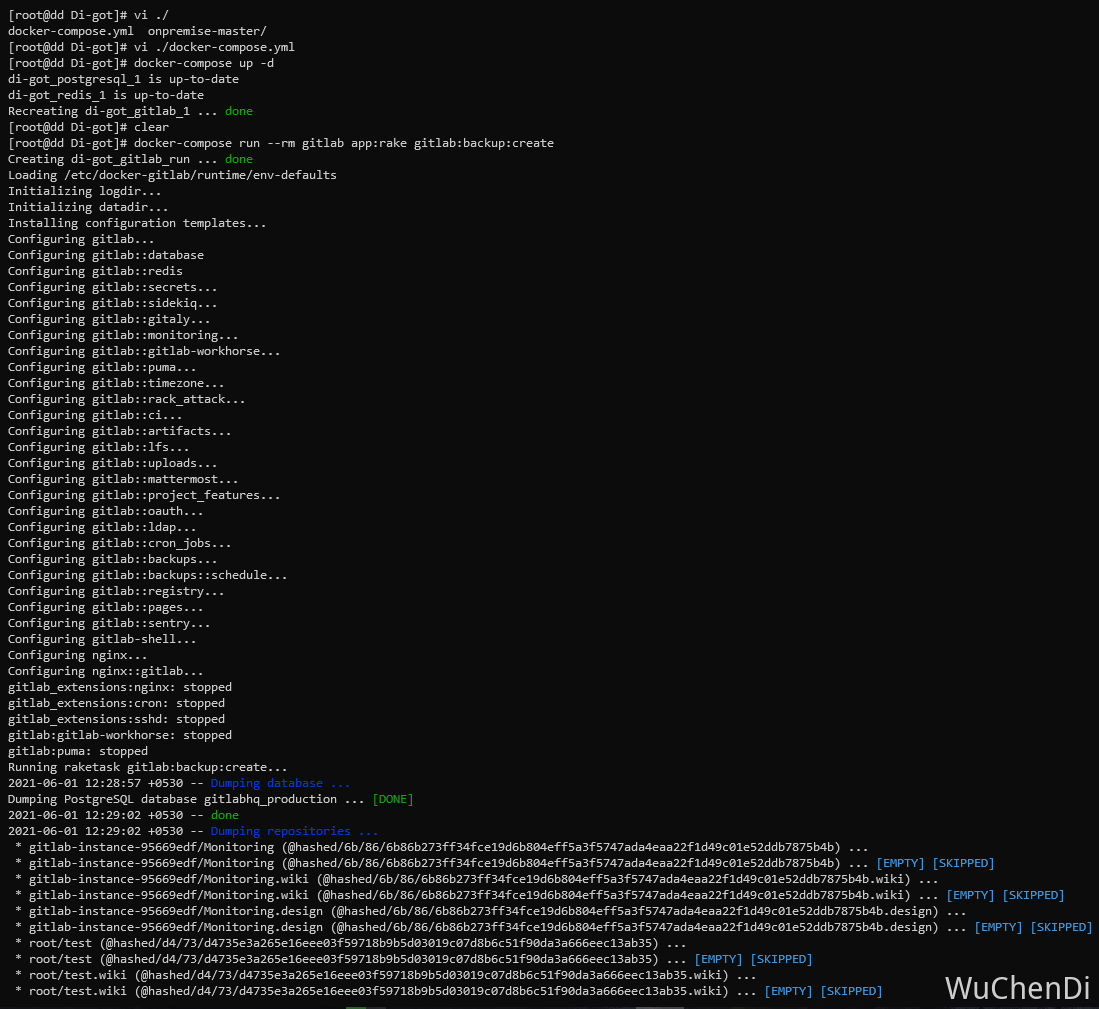 [root@dd Di-got]# vi ./
docker-compose.yml  onpremise-master/
[root@dd Di-got]# vi ./docker-compose.yml
[root@dd Di-got]# docker-compose up -d
di-got_postgresql_1 is up-to-date
di-got_redis_1 is up-to-date
Recreating di-got_gitlab_1 ... done
[root@dd Di-got]# clear
[root@dd Di-got]# docker-compose run --rm gitlab app:rake gitlab:backup:create
Creating di-got_gitlab_run ... done
Loading /etc/docker-gitlab/runtime/env-defaults
Initializing logdir...
Initializing datadir...
Installing configuration templates...
Configuring gitlab...
Configuring gitlab::database
Configuring gitlab::redis
Configuring gitlab::secrets...
Configuring gitlab::sidekiq...
Configuring gitlab::gitaly...
Configuring gitlab::monitoring...
Configuring gitlab::gitlab-workhorse...
Configuring gitlab::puma...
Configuring gitlab::timezone...
Configuring gitlab::rack_attack...
Configuring gitlab::ci...
Configuring gitlab::artifacts...
Configuring gitlab::lfs...
Configuring gitlab::uploads...
Configuring gitlab::mattermost...
Configuring gitlab::project_features...
Configuring gitlab::oauth...
Configuring gitlab::ldap...
Configuring gitlab::cron_jobs...
Configuring gitlab::backups...
Configuring gitlab::backups::schedule...
Configuring gitlab::registry...
Configuring gitlab::pages...
Configuring gitlab::sentry...
Configuring gitlab-shell...
Configuring nginx...
Configuring nginx::gitlab...
gitlab_extensions:nginx: stopped
gitlab_extensions:cron: stopped
gitlab_extensions:sshd: stopped
gitlab:gitlab-workhorse: stopped
gitlab:puma: stopped
Running raketask gitlab:backup:create...
2021-06-01 12:28:57 +0530 -- Dumping database ...
Dumping PostgreSQL database gitlabhq_production ... [DONE]
2021-06-01 12:29:02 +0530 -- done
2021-06-01 12:29:02 +0530 -- Dumping repositories ...
 * gitlab-instance-95669edf/Monitoring (@hashed/6b/86/6b86b273ff34fce19d6b804eff5a3f5747ada4eaa22f1d49c01e52ddb7875b4b) ...
 * gitlab-instance-95669edf/Monitoring (@hashed/6b/86/6b86b273ff34fce19d6b804eff5a3f5747ada4eaa22f1d49c01e52ddb7875b4b) ... [EMPTY] [SKIPPED]
 * gitlab-instance-95669edf/Monitoring.wiki (@hashed/6b/86/6b86b273ff34fce19d6b804eff5a3f5747ada4eaa22f1d49c01e52ddb7875b4b.wiki) ...
 * gitlab-instance-95669edf/Monitoring.wiki (@hashed/6b/86/6b86b273ff34fce19d6b804eff5a3f5747ada4eaa22f1d49c01e52ddb7875b4b.wiki) ... [EMPTY] [SKIPPED]
 * gitlab-instance-95669edf/Monitoring.design (@hashed/6b/86/6b86b273ff34fce19d6b804eff5a3f5747ada4eaa22f1d49c01e52ddb7875b4b.design) ...
 * gitlab-instance-95669edf/Monitoring.design (@hashed/6b/86/6b86b273ff34fce19d6b804eff5a3f5747ada4eaa22f1d49c01e52ddb7875b4b.design) ... [EMPTY] [SKIPPED]
 * root/test (@hashed/d4/73/d4735e3a265e16eee03f59718b9b5d03019c07d8b6c51f90da3a666eec13ab35) ...
 * root/test (@hashed/d4/73/d4735e3a265e16eee03f59718b9b5d03019c07d8b6c51f90da3a666eec13ab35) ... [EMPTY] [SKIPPED]
 * root/test.wiki (@hashed/d4/73/d4735e3a265e16eee03f59718b9b5d03019c07d8b6c51f90da3a666eec13ab35.wiki) ...
 * root/test.wiki (@hashed/d4/73/d4735e3a265e16eee03f59718b9b5d03019c07d8b6c51f90da3a666eec13ab35.wiki) ... [EMPTY] [SKIPPED]
WuChenDi